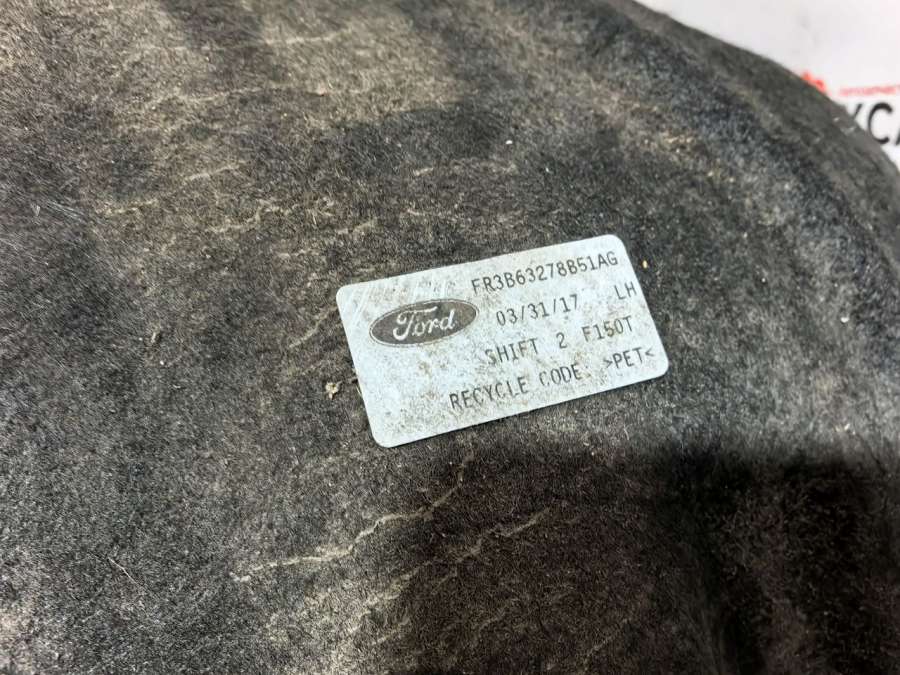 FR3B63278B51AG
Ford
03/31/17 LH
SHIFT 2 F150T
RECYCLE CODE. >PET<